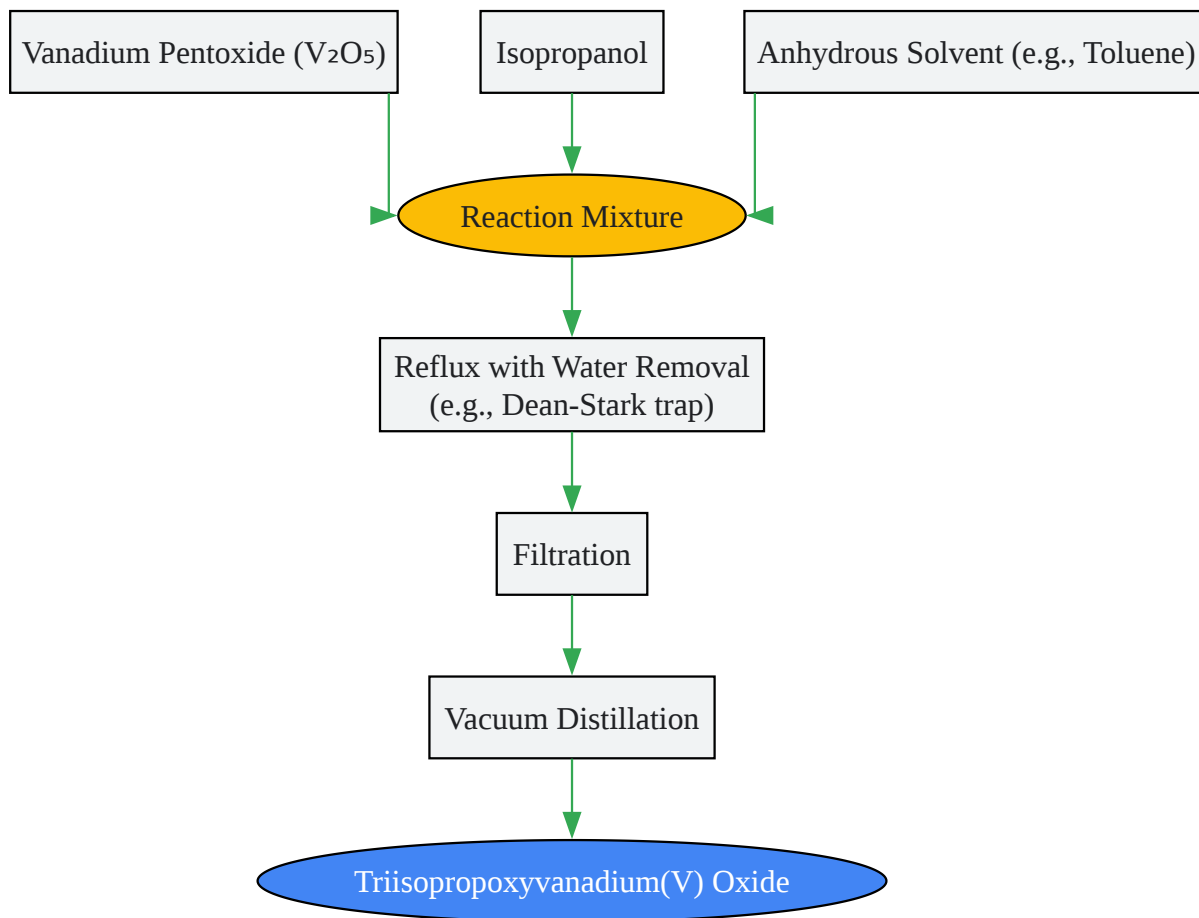 Vanadium Pentoxide (V₂O₅)
Isopropanol
Anhydrous Solvent (e.g., Toluene)
Reaction Mixture
Reflux with Water Removal
(e.g., Dean-Stark trap)
Filtration
Vacuum Distillation
Triisopropoxyvanadium(V) Oxide